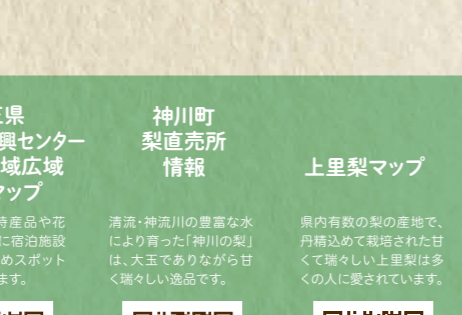 県
興センター
域広域
マップ
特産品や花
に宿泊施設
めスポット
ます。
神川町
梨直売所
情報
清流・神流川の豊富な水
により育った「神川の梨」
は、大玉でありながら甘
く瑞々しい逸品です。
上里梨マップ
県内有数の梨の産地で、
丹精込めて栽培された甘
くて瑞々しい上里梨は多
くの人に愛されています。